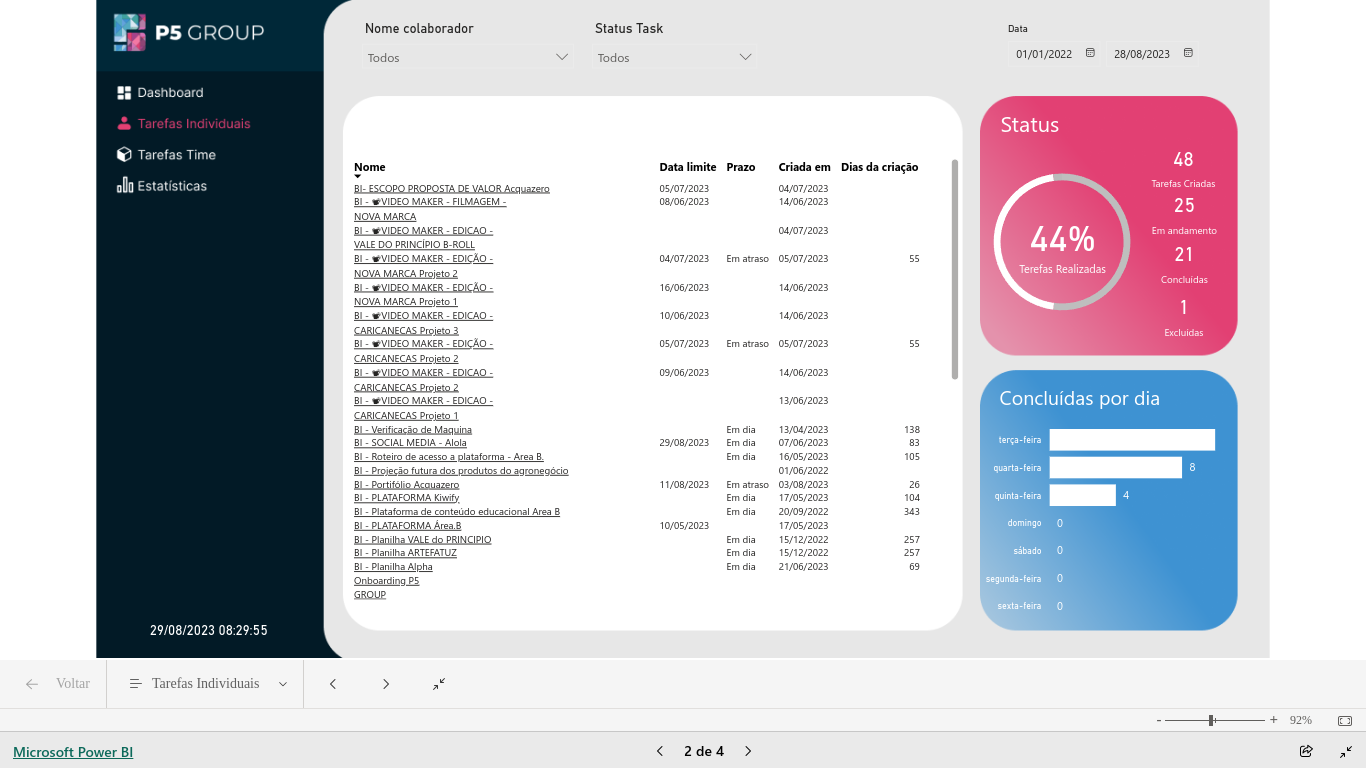 P5 GROUP
Dashboard
Tarefas Individuais
Tarefas Time
Estatísticas
29/08/2023 08:29:55
Nome colaborador
Todos
Status Task
Todos
Data
01/01/2022 28/08/2023
Nome Data limite Prazo Criada em Dias da criação
BI- ESCOPO PROPOSTA DE VALOR Acquazero 05/07/2023 04/07/2023
BI - 📽VIDEO MAKER - FILMAGEM - 08/06/2023 14/06/2023
NOVA MARCA
BI - 📽VIDEO MAKER - EDICAO - 04/07/2023
VALE DO PRINCÍPIO B-ROLL
BI - 📽VIDEO MAKER - EDIÇÃO - 04/07/2023 Em atraso 05/07/2023 55
NOVA MARCA Projeto 2
BI - 📽VIDEO MAKER - EDIÇÃO - 16/06/2023 14/06/2023
NOVA MARCA Projeto 1
BI - 📽VIDEO MAKER - EDICAO - 10/06/2023 14/06/2023
CARICANECAS Projeto 3
BI - 📽VIDEO MAKER - EDIÇÃO - 05/07/2023 Em atraso 05/07/2023 55
CARICANECAS Projeto 2
BI - 📽VIDEO MAKER - EDICAO - 09/06/2023 14/06/2023
CARICANECAS Projeto 2
BI - 📽VIDEO MAKER - EDICAO - 13/06/2023
CARICANECAS Projeto 1
BI - Verificação de Maquina Em dia 13/04/2023 138
BI - SOCIAL MEDIA - Alola 29/08/2023 Em dia 07/06/2023 83
BI - Roteiro de acesso a plataforma - Area B. Em dia 16/05/2023 105
BI - Projeção futura dos produtos do agronegócio 01/06/2022
BI - Portifólio Acquazero 11/08/2023 Em atraso 03/08/2023 26
BI - PLATAFORMA Kiwify Em dia 17/05/2023 104
BI - Plataforma de conteúdo educacional Area B Em dia 20/09/2022 343
BI - PLATAFORMA Área.B 10/05/2023 17/05/2023
BI - Planilha VALE do PRINCIPIO Em dia 15/12/2022 257
BI - Planilha ARTEFATUZ Em dia 15/12/2022 257
BI - Planilha Alpha Em dia 21/06/2023 69
Onboarding P5
GROUP
Status
44%
Terefas Realizadas
48
Tarefas Criadas
25
Em andamento
21
Concluídas
1
Excluídas
Concluídas por dia
terça-feira
quarta-feira 8
quinta-feira 4
domingo 0
sábado 0
segunda-feira 0
sexta-feira 0
Voltar
Tarefas Individuais
- + 92%
Microsoft Power BI
2 de 4